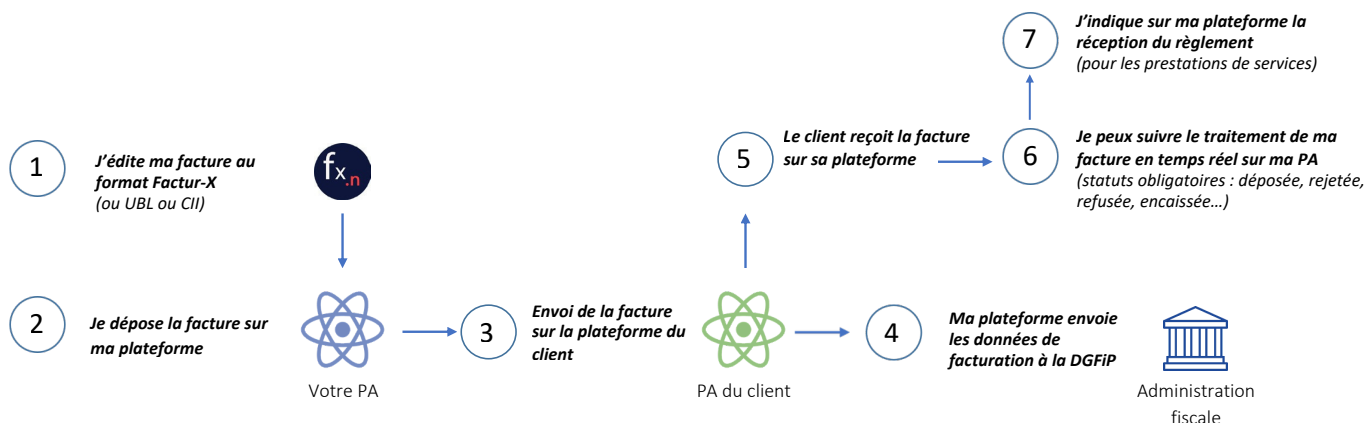 1
J'édite ma facture au
format Factur-X
(ou UBL ou CII)
fx.n
2
Je dépose la facture sur
ma plateforme
Votre PA
3
Envoi de la facture
sur la plateforme du
client
PA du client
4
Ma plateforme envoie
les données de
facturation à la DGFiP
Administration
fiscale
5
Le client reçoit la facture
sur sa plateforme
6
Je peux suivre le traitement de ma
facture en temps réel sur ma PA
(statuts obligatoires : déposée, rejetée,
refusée, encaissée…)
7
J'indique sur ma plateforme la
réception du règlement
(pour les prestations de services)